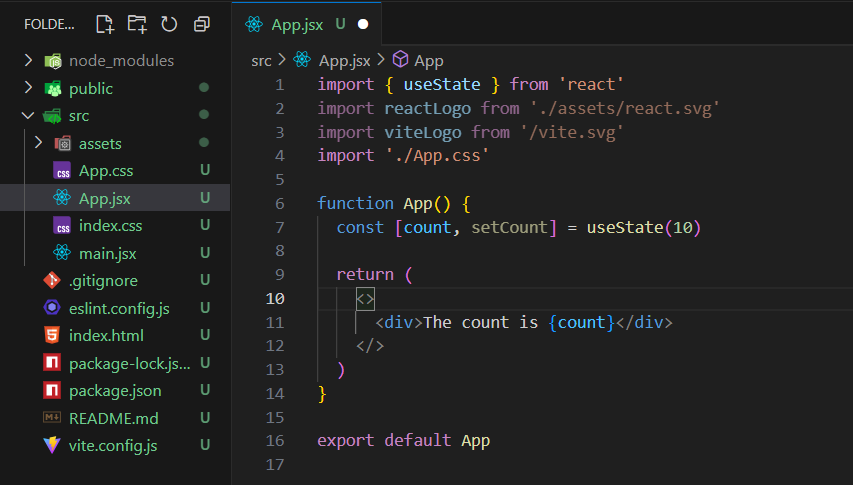 FOLDE...
node_modules
public
src
assets
App.css U
App.jsx U
index.css U
main.jsx U
.gitignore U
eslint.config.js U
index.html U
package-lock.js... U
package.json U
README.md U
vite.config.js U
App.jsx U
src > App.jsx > App
1 import { useState } from 'react'
2 import reactLogo from './assets/react.svg'
3 import viteLogo from '/vite.svg'
4 import './App.css'
5
6 function App() {
7   const [count, setCount] = useState(10)
8
9   return (
10     <>
11       <div>The count is {count}</div>
12     </>
13   )
14 }
15
16 export default App
17